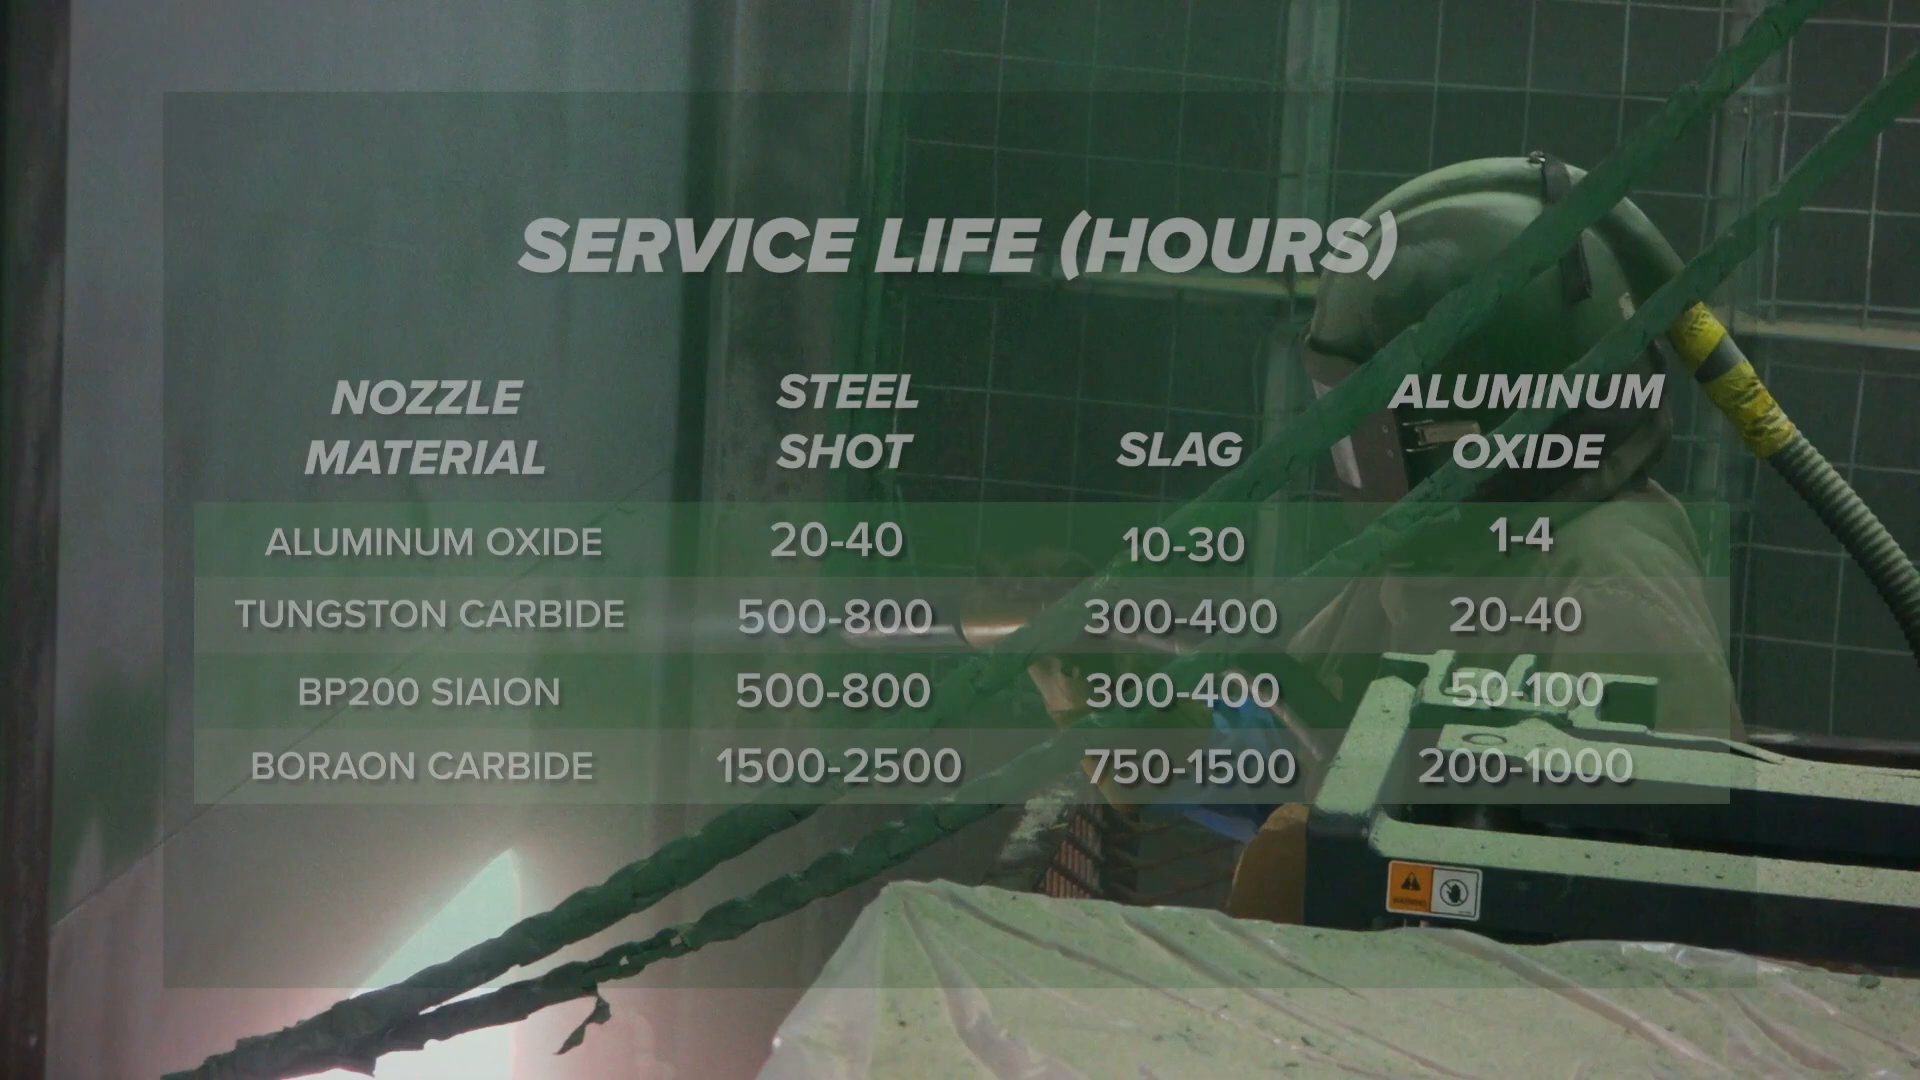 SERVICE LIFE (HOURS)
NOZZLE MATERIAL STEEL SHOT SLAG ALUMINUM OXIDE
ALUMINUM OXIDE 20-40 10-30 1-4
TUNGSTON CARBIDE 500-800 300-400 20-40
BP200 SIAION 500-800 300-400 50-100
BORAON CARBIDE 1500-2500 750-1500 200-1000
WARNING